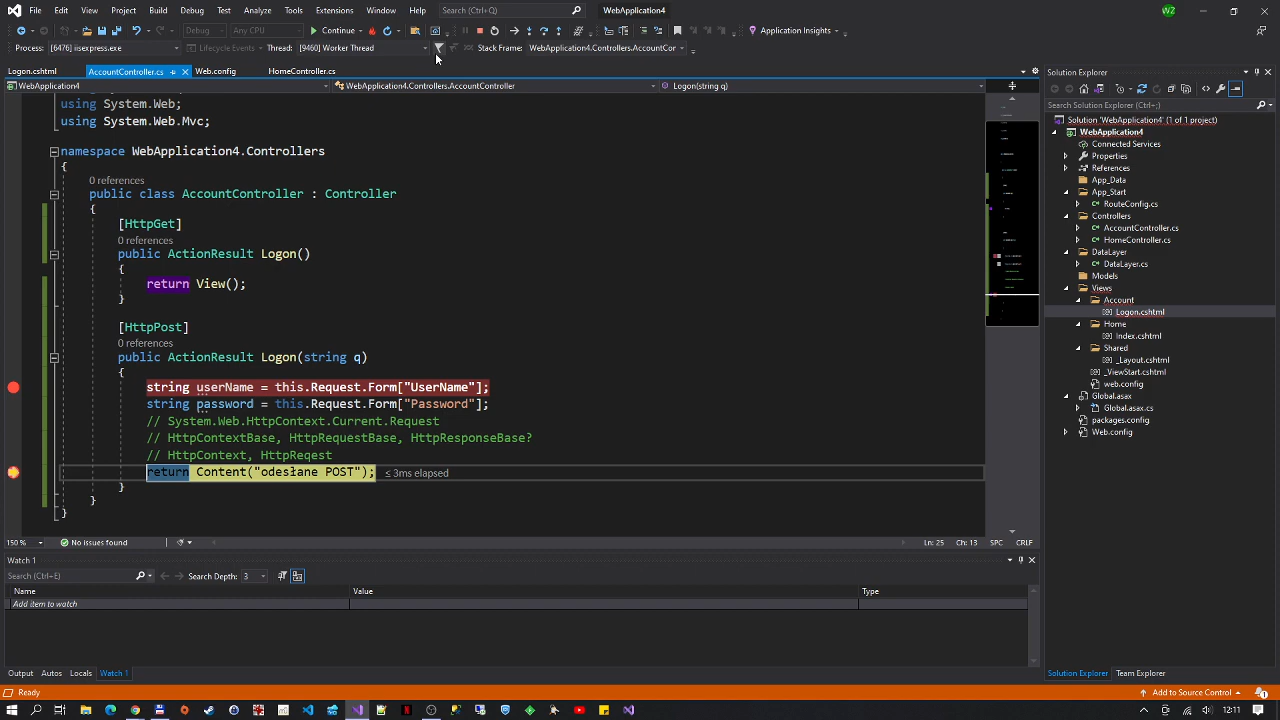 File Edit View Project Build Debug Test Analyze Tools Extensions Window Help Search (Ctrl+Q) WebApplication4 WZ
Debug Any CPU Continue Application Insights
Process: [6476] iisexpress.exe Lifecycle Events Thread: [9460] Worker Thread Stack Frame: WebApplication4.Controllers.AccountCor
Logon.cshtml AccountController.cs Web.config HomeController.cs
WebApplication4 WebApplication4.Controllers.AccountController Logon(string q)
using System.Web;
using System.Web.Mvc;
namespace WebApplication4.Controllers
{
0 references
public class AccountController : Controller
{
[HttpGet]
0 references
public ActionResult Logon()
{
return View();
}
[HttpPost]
0 references
public ActionResult Logon(string q)
{
string userName = this.Request.Form["UserName"];
string password = this.Request.Form["Password"];
// System.Web.HttpContext.Current.Request
// HttpContextBase, HttpRequestBase, HttpResponseBase?
// HttpContext, HttpReqest
return Content("odesłane POST"); ≤ 3ms elapsed
}
}
}
150 % No issues found Ln: 25 Ch: 13 SPC CRLF
Watch 1
Search (Ctrl+E) Search Depth: 3
Name Value Type
Add item to watch
Output Autos Locals Watch 1
Solution Explorer
Search Solution Explorer (Ctrl+;)
Solution 'WebApplication4' (1 of 1 project)
WebApplication4
Connected Services
Properties
References
App_Data
App_Start
RouteConfig.cs
Controllers
AccountController.cs
HomeController.cs
DataLayer
DataLayer.cs
Models
Views
Account
Logon.cshtml
Home
Index.cshtml
Shared
_Layout.cshtml
_ViewStart.cshtml
web.config
Global.asax
Global.asax.cs
packages.config
Web.config
Solution Explorer Team Explorer
Ready Add to Source Control
12:11